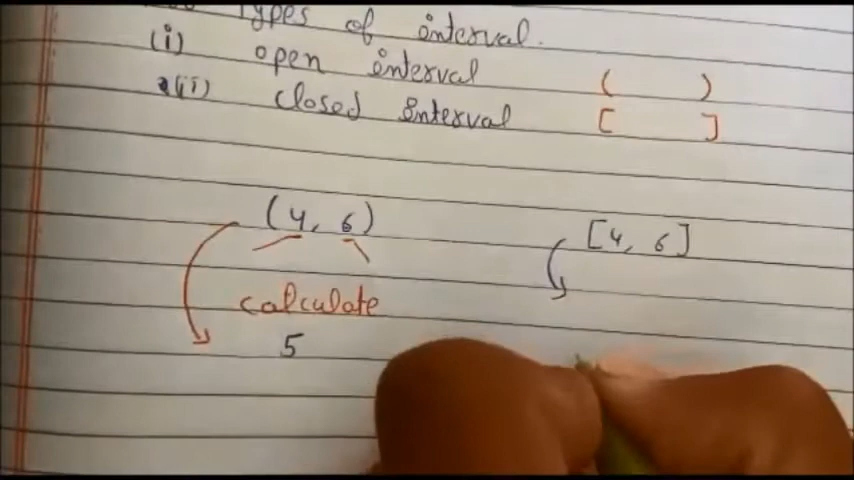 Types of interval.
(i) open interval ( )
(ii) closed interval [ ]
(4, 6) [4, 6]
calculate
5